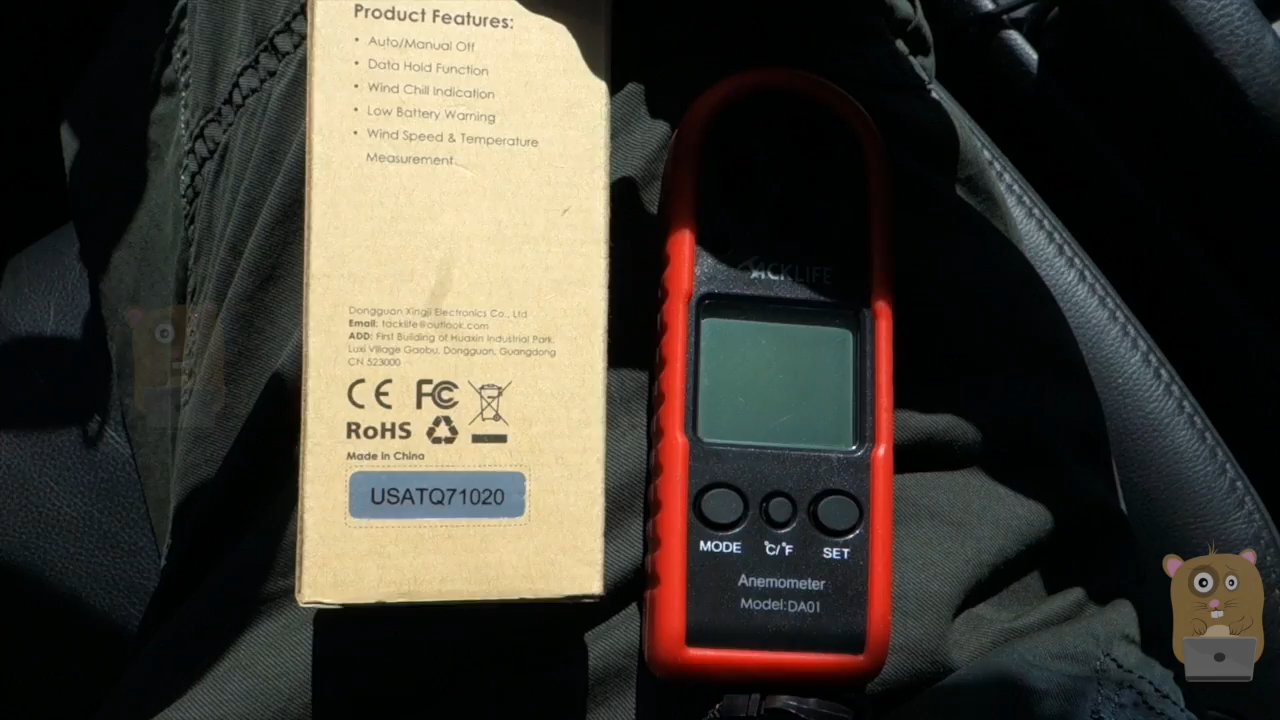 Product Features:
• Auto/Manual Off
• Data Hold Function
• Wind Chill Indication
• Low Battery Warning
• Wind Speed & Temperature
Measurement
Dongguan Xingji Electronics Co., Ltd
Email: tacklife@outlook.com
ADD: First Building of Huaxin Industrial Park,
Luxi Village Gaobu, Dongguan, Guangdong
CN 523000
CE FC
RoHS
Made in China
USATQ71020
TACKLIFE
MODE °C/°F SET
Anemometer
Model:DA01